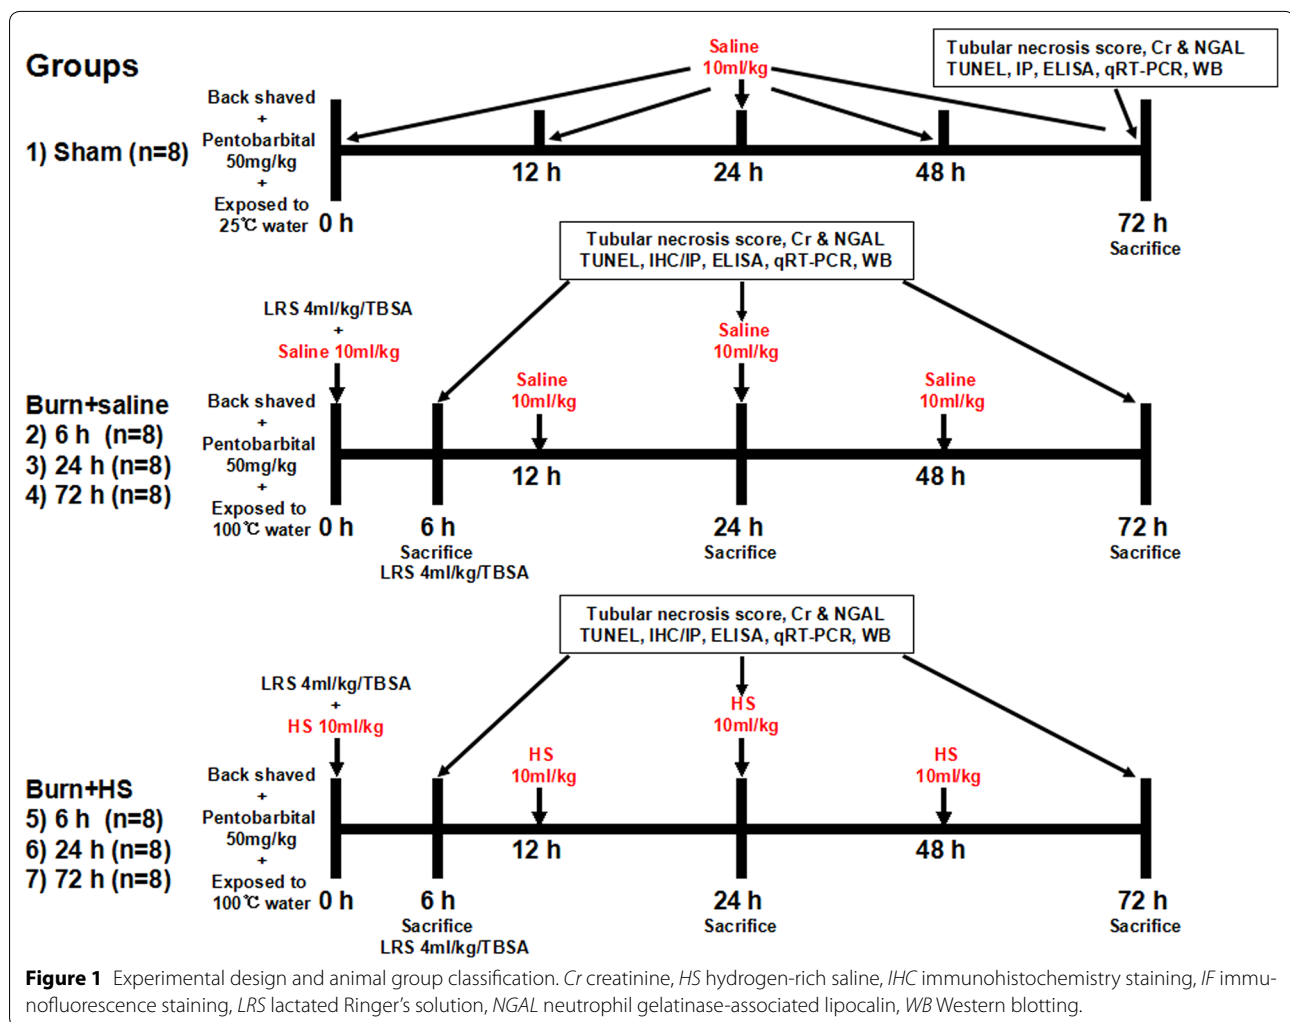 Groups
Saline
10ml/kg
Tubular necrosis score, Cr & NGAL
TUNEL, IP, ELISA, qRT-PCR, WB
1) Sham (n=8)
Back shaved
+
Pentobarbital
50mg/kg
+
Exposed to
25℃ water
0 h
12 h
24 h
48 h
72 h
Sacrifice
Tubular necrosis score, Cr & NGAL
TUNEL, IHC/IP, ELISA, qRT-PCR, WB
LRS 4ml/kg/TBSA
+
Saline 10ml/kg
Saline
10ml/kg
Saline
10ml/kg
Saline
10ml/kg
Burn+saline
2) 6 h (n=8)
3) 24 h (n=8)
4) 72 h (n=8)
Back shaved
+
Pentobarbital
50mg/kg
+
Exposed to
100℃ water
0 h
6 h
Sacrifice
LRS 4ml/kg/TBSA
12 h
24 h
Sacrifice
48 h
72 h
Sacrifice
Tubular necrosis score, Cr & NGAL
TUNEL, IHC/IP, ELISA, qRT-PCR, WB
LRS 4ml/kg/TBSA
+
HS 10ml/kg
HS
10ml/kg
HS
10ml/kg
HS
10ml/kg
Burn+HS
5) 6 h (n=8)
6) 24 h (n=8)
7) 72 h (n=8)
Back shaved
+
Pentobarbital
50mg/kg
+
Exposed to
100℃ water
0 h
6 h
Sacrifice
LRS 4ml/kg/TBSA
12 h
24 h
Sacrifice
48 h
72 h
Sacrifice
Figure 1 Experimental design and animal group classification. Cr creatinine, HS hydrogen-rich saline, IHC immunohistochemistry staining, IF immu-
nofluorescence staining, LRS lactated Ringer's solution, NGAL neutrophil gelatinase-associated lipocalin, WB Western blotting.